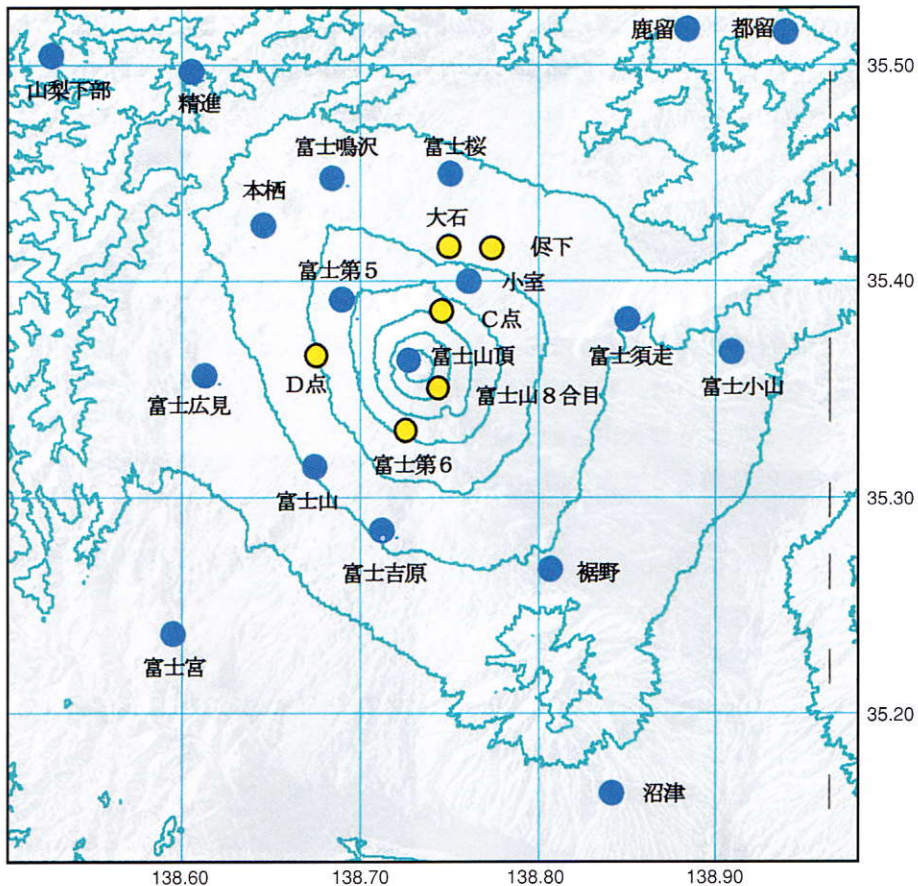 鹿留
都留
35.50
山梨下部
精進
富士鳴沢
富士桜
本栖
大石
伥下
富士第5
35.40
小室
C点
富士山頂
富士須走
富士小山
D点
富士広見
富士山8合目
富士第6
富士山
35.30
富士吉原
裾野
富士宮
35.20
沼津
138.60
138.70
138.80
138.90